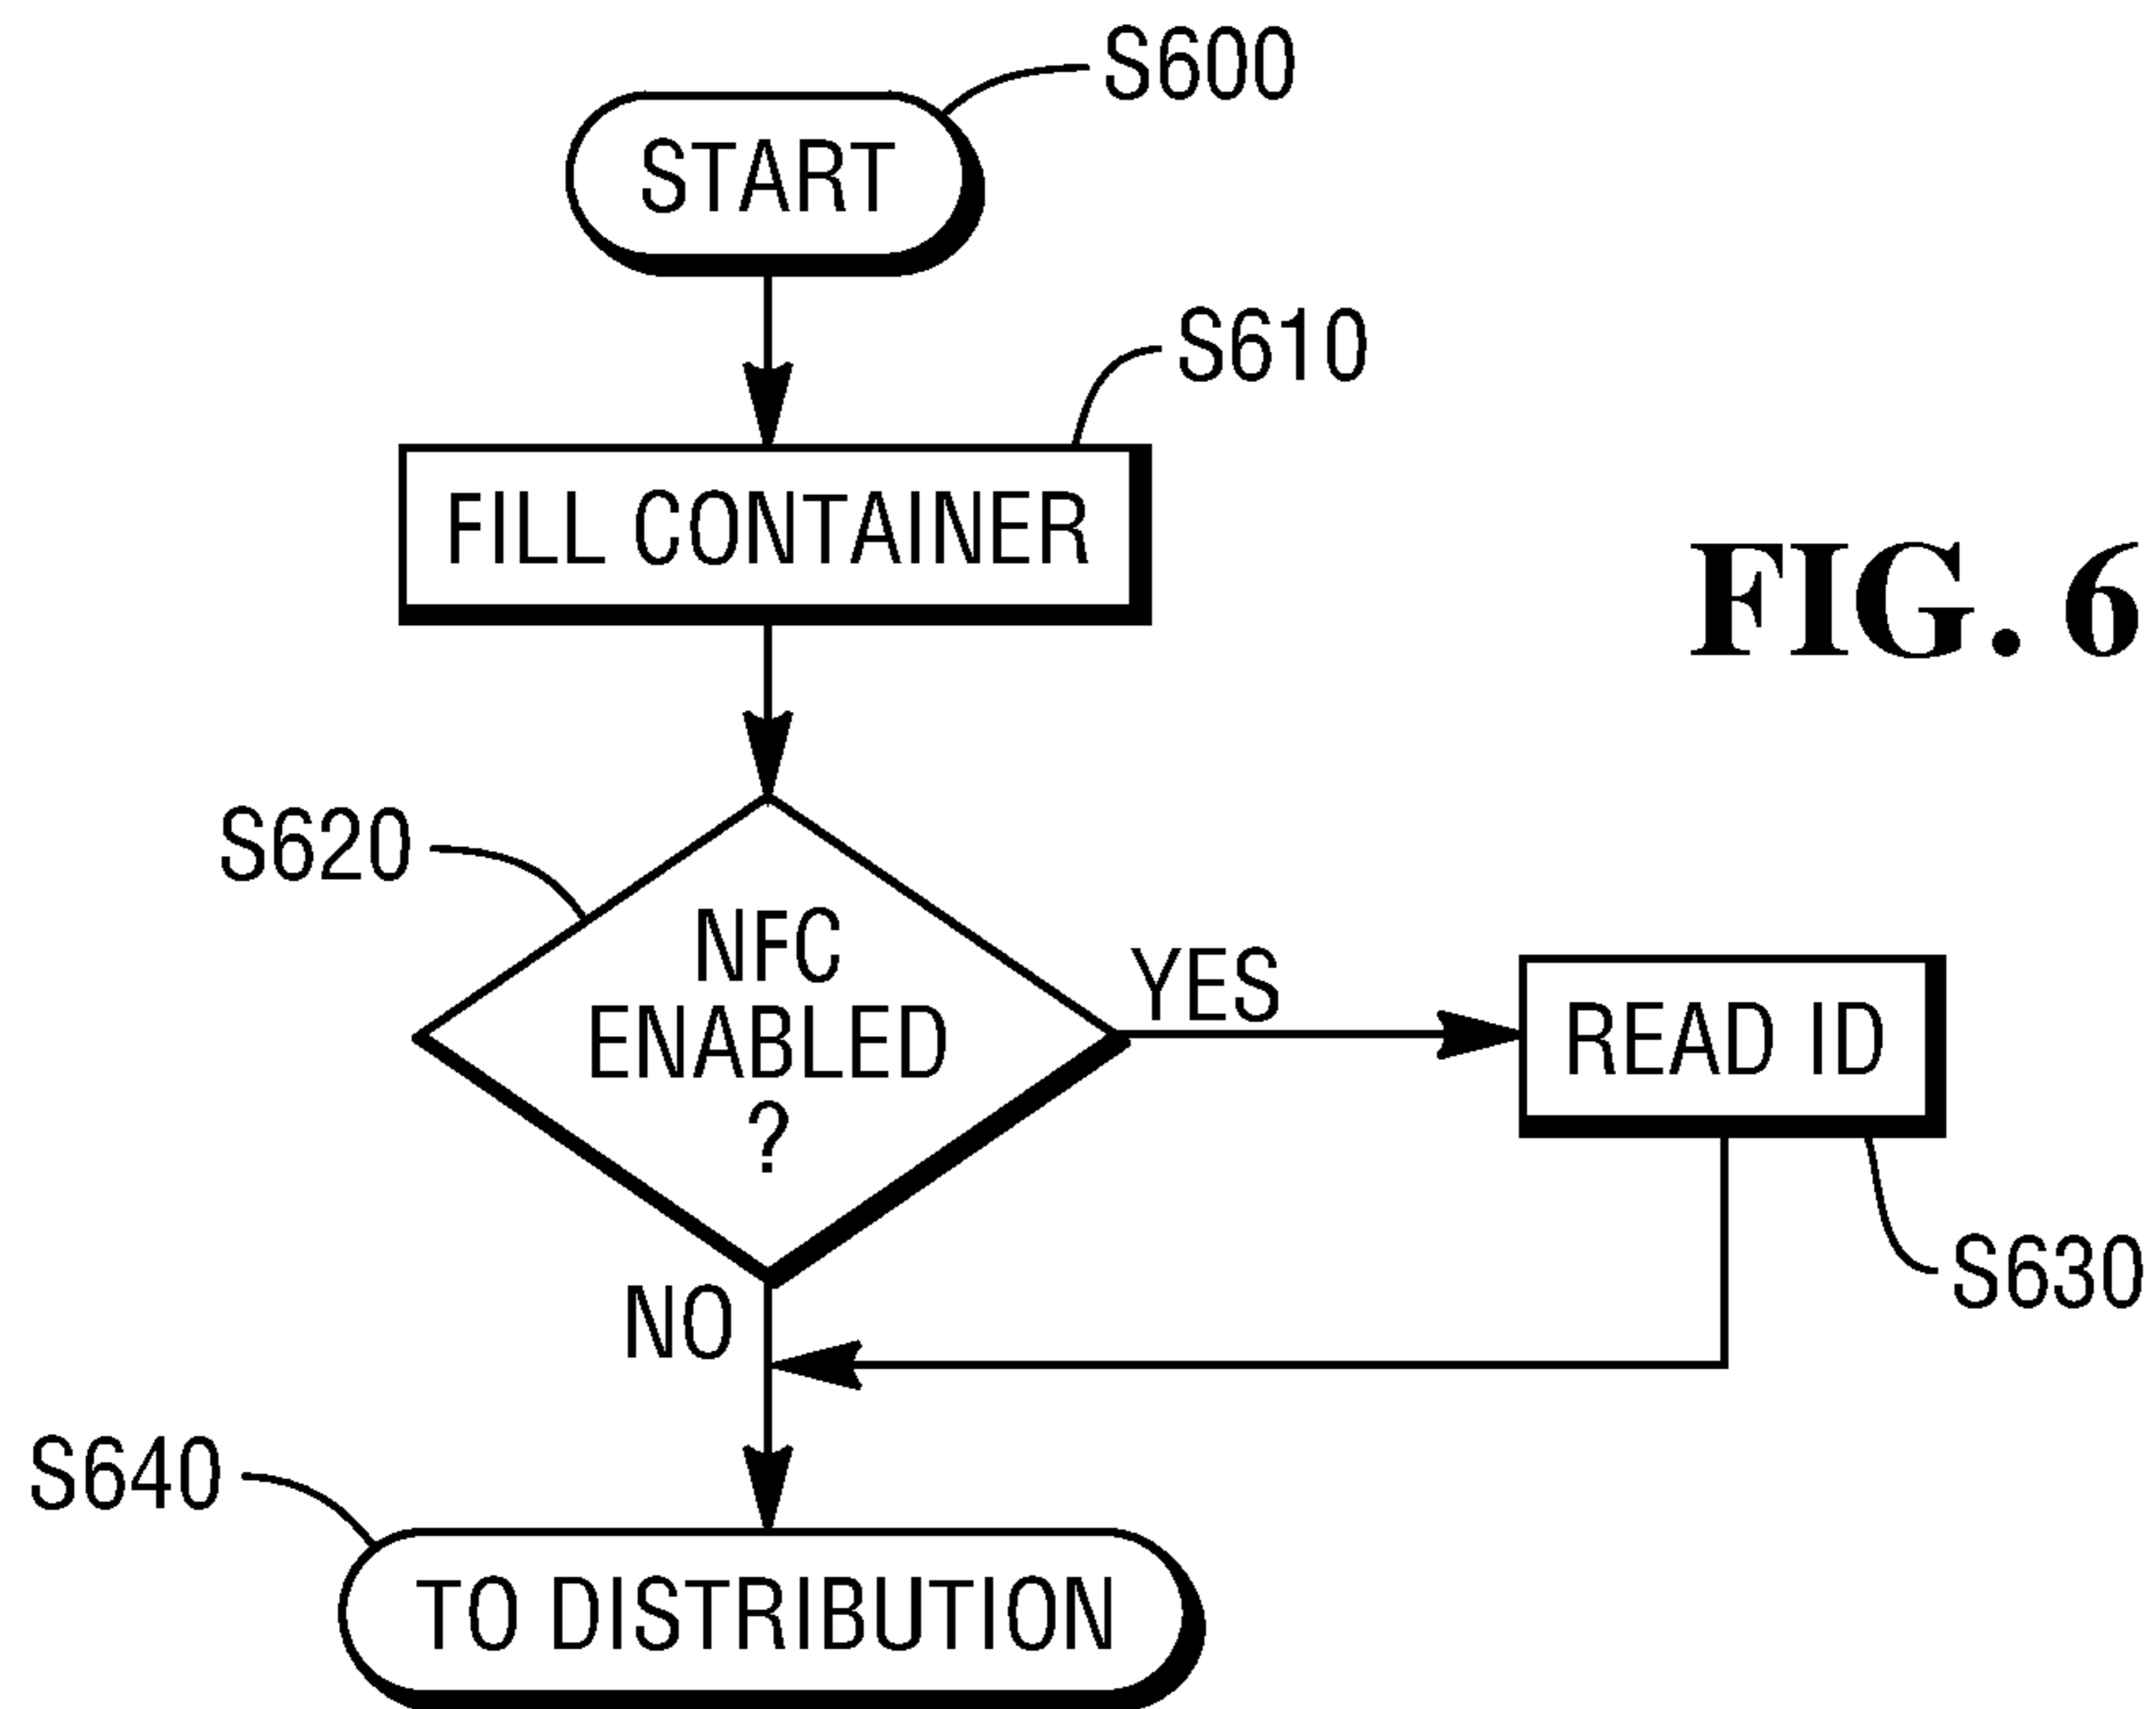 S600
START
S610
FILL CONTAINER
FIG. 6
S620
NFC
ENABLED
?
YES
READ ID
S630
NO
S640
TO DISTRIBUTION